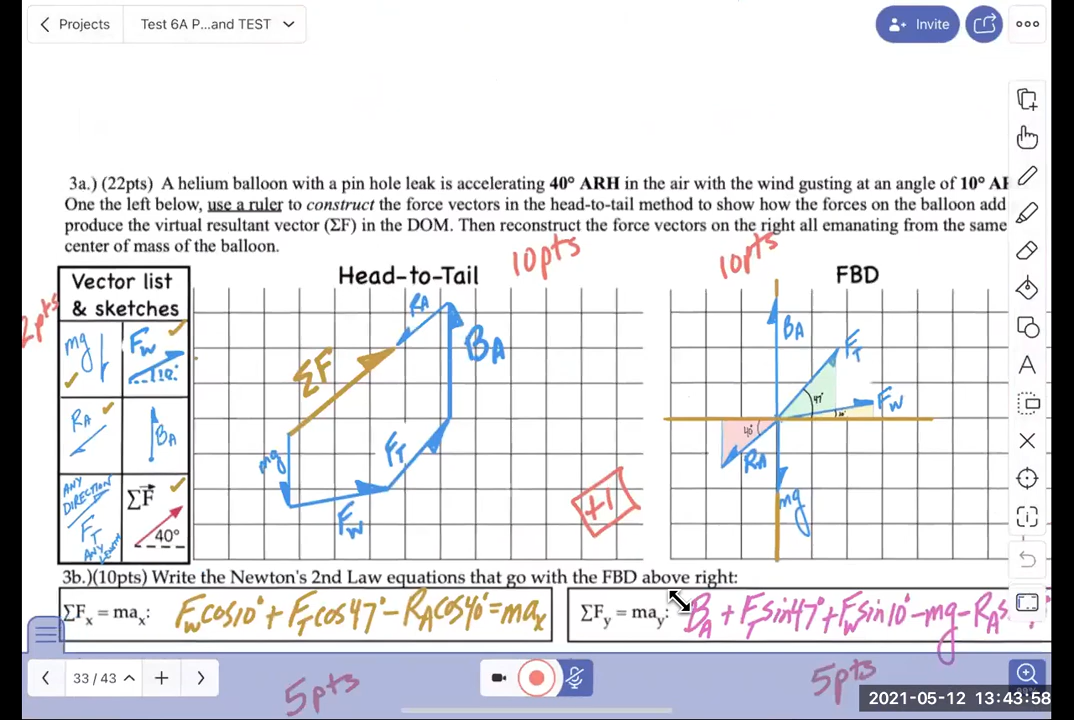 Projects
Test 6A P...and TEST
Invite
3a.) (22pts) A helium balloon with a pin hole leak is accelerating 40° ARH in the air with the wind gusting at an angle of 10°
One the left below, use a ruler to construct the force vectors in the head-to-tail method to show how the forces on the balloon add
produce the virtual resultant vector (ΣF) in the DOM. Then reconstruct the force vectors on the right all emanating from the same
center of mass of the balloon.
10pts
10pts
2pts
Vector list
& sketches
Head-to-Tail
FBD
mg
Fw
10°
RA
BA
ANY
DIRECTION
FT
ANY
LENGTH
ΣF
40°
ΣF
RA
BA
mg
FT
Fw
+1
BA
FT
47°
Fw
10°
40°
RA
mg
3b.)(10pts) Write the Newton's 2nd Law equations that go with the FBD above right:
ΣFx = max: Fwcos10° + FTcos47° - RAcos40° = max
ΣFy = may: BA + FTsin47° + Fwsin10° - mg - RAs
33 / 43
5pts
5pts
2021-05-12 13:43:58